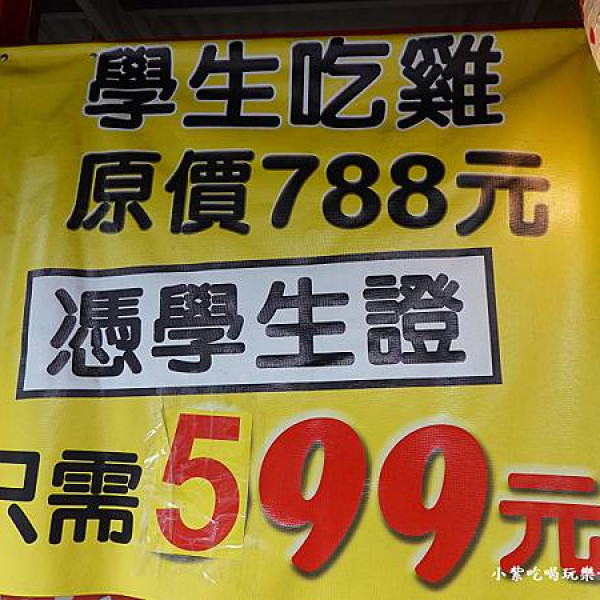 學生吃雞
原價788元
憑學生證
只需599元
小紫吃喝玩樂